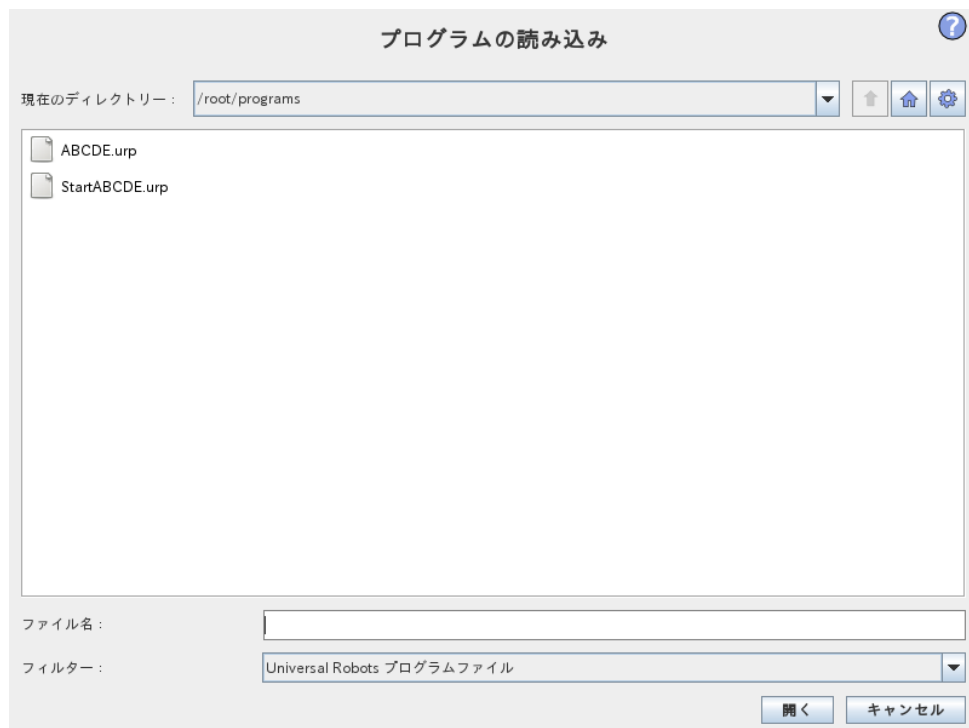 プログラムの読み込み
?
現在のディレクトリー：
/root/programs
ABCDE.urp
StartABCDE.urp
ファイル名：
フィルター：
Universal Robots プログラムファイル
開く
キャンセル